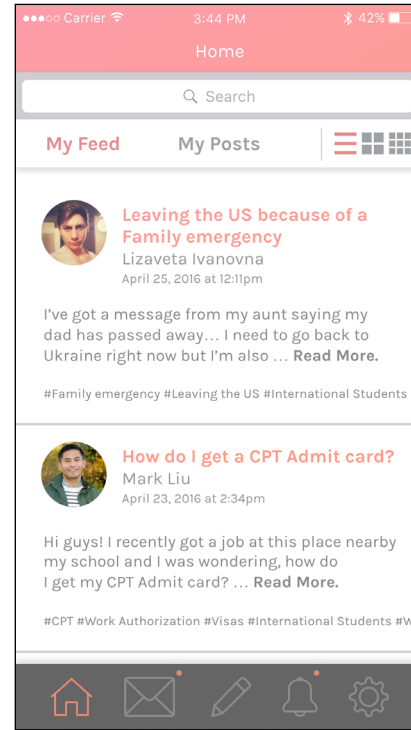 Carrier 3:44 PM 42%
Home
Search
My Feed My Posts
Leaving the US because of a
Family emergency
Lizaveta Ivanovna
April 25, 2016 at 12:11pm
I've got a message from my aunt saying my
dad has passed away... I need to go back to
Ukraine right now but I'm also ... Read More.
#Family emergency #Leaving the US #International Students
How do I get a CPT Admit card?
Mark Liu
April 23, 2016 at 2:34pm
Hi guys! I recently got a job at this place nearby
my school and I was wondering, how do
I get my CPT Admit card? ... Read More.
#CPT #Work Authorization #Visas #International Students